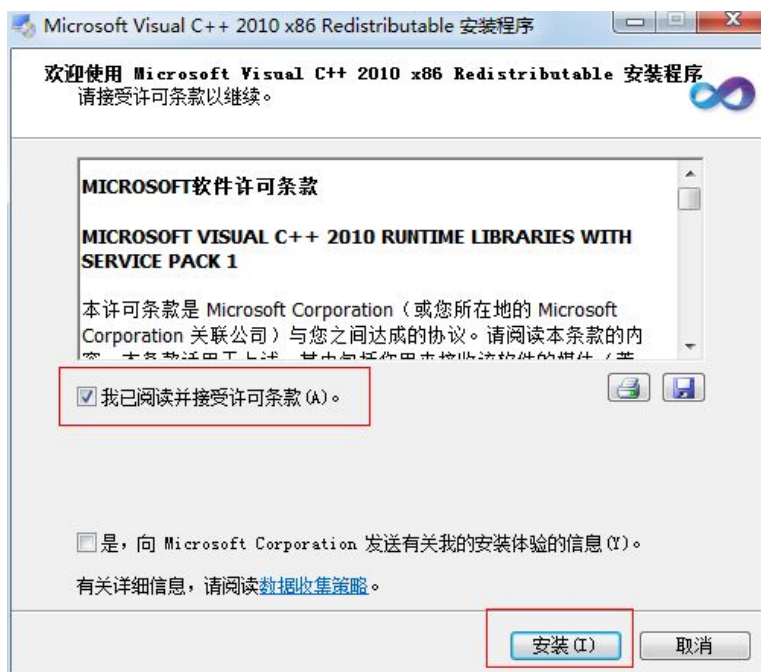 Microsoft Visual C++ 2010 x86 Redistributable 安装程序
欢迎使用 Microsoft Visual C++ 2010 x86 Redistributable 安装程序
请接受许可条款以继续。
MICROSOFT软件许可条款
MICROSOFT VISUAL C++ 2010 RUNTIME LIBRARIES WITH
SERVICE PACK 1
本许可条款是 Microsoft Corporation（或您所在地的 Microsoft
Corporation 关联公司）与您之间达成的协议。请阅读本条款的内
我已阅读并接受许可条款(A)。
是，向 Microsoft Corporation 发送有关我的安装体验的信息(Y)。
有关详细信息，请阅读数据收集策略。
安装(I)
取消